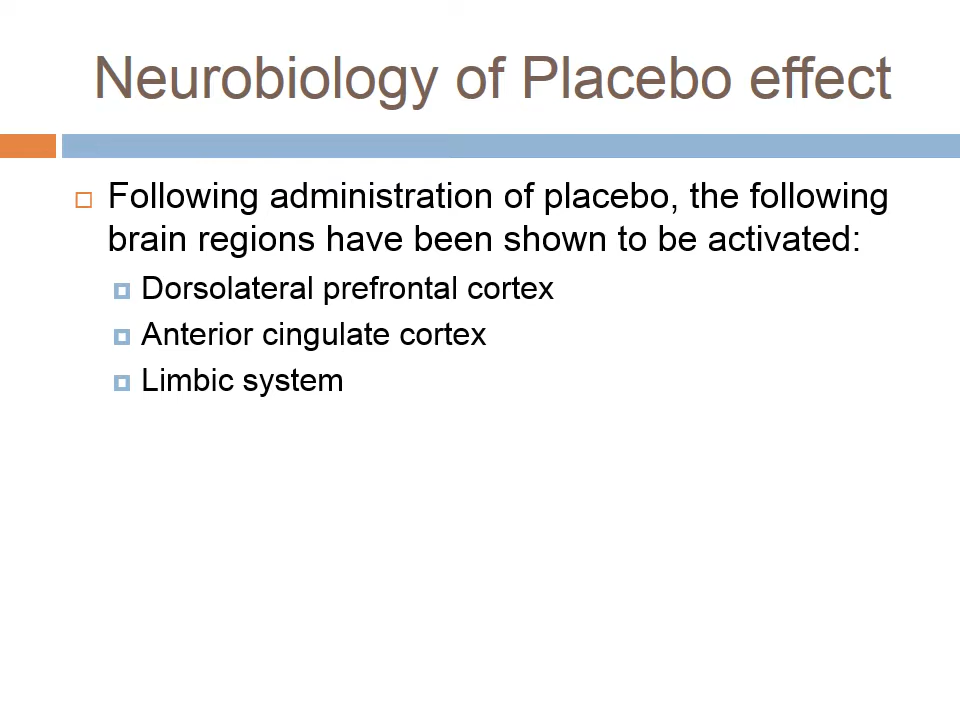 Neurobiology of Placebo effect
Following administration of placebo, the following
brain regions have been shown to be activated:
Dorsolateral prefrontal cortex
Anterior cingulate cortex
Limbic system